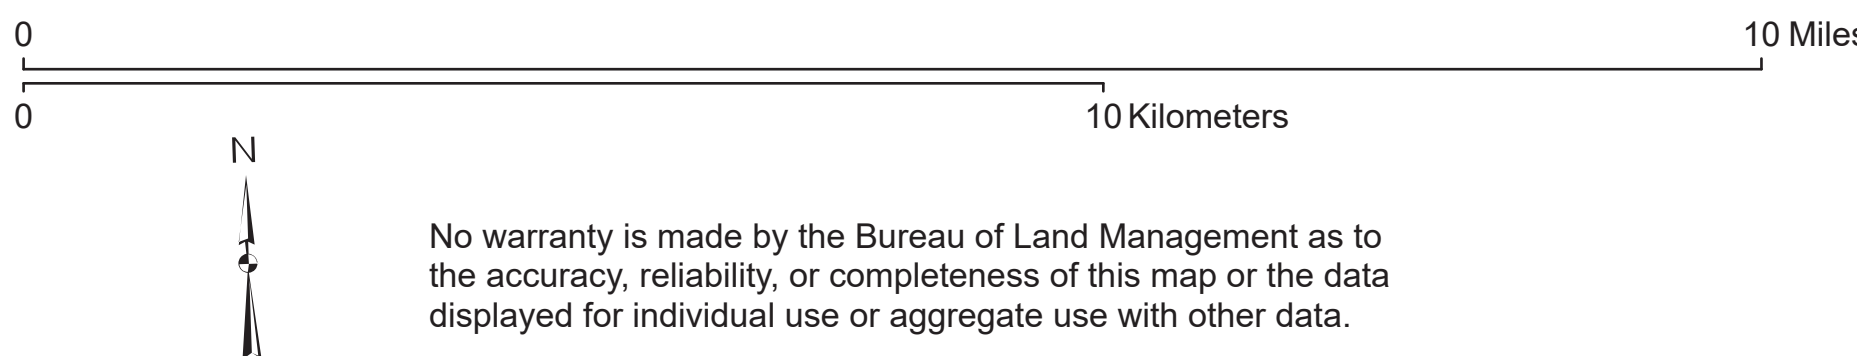 0 10 Miles
0 10 Kilometers
N
No warranty is made by the Bureau of Land Management as to
the accuracy, reliability, or completeness of this map or the data
displayed for individual use or aggregate use with other data.